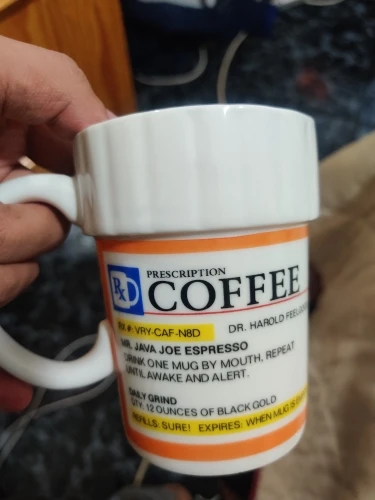 Rx
PRESCRIPTION
COFFEE
RX #: VRY-CAF-N8D
DR. HAROLD
MR. JAVA JOE ESPRESSO
DRINK ONE MUG BY MOUTH, REPEAT
UNTIL AWAKE AND ALERT.
DAILY GRIND
QTY. 12 OUNCES OF BLACK GOLD
REFILLS: SURE! EXPIRES: WHEN MUG IS